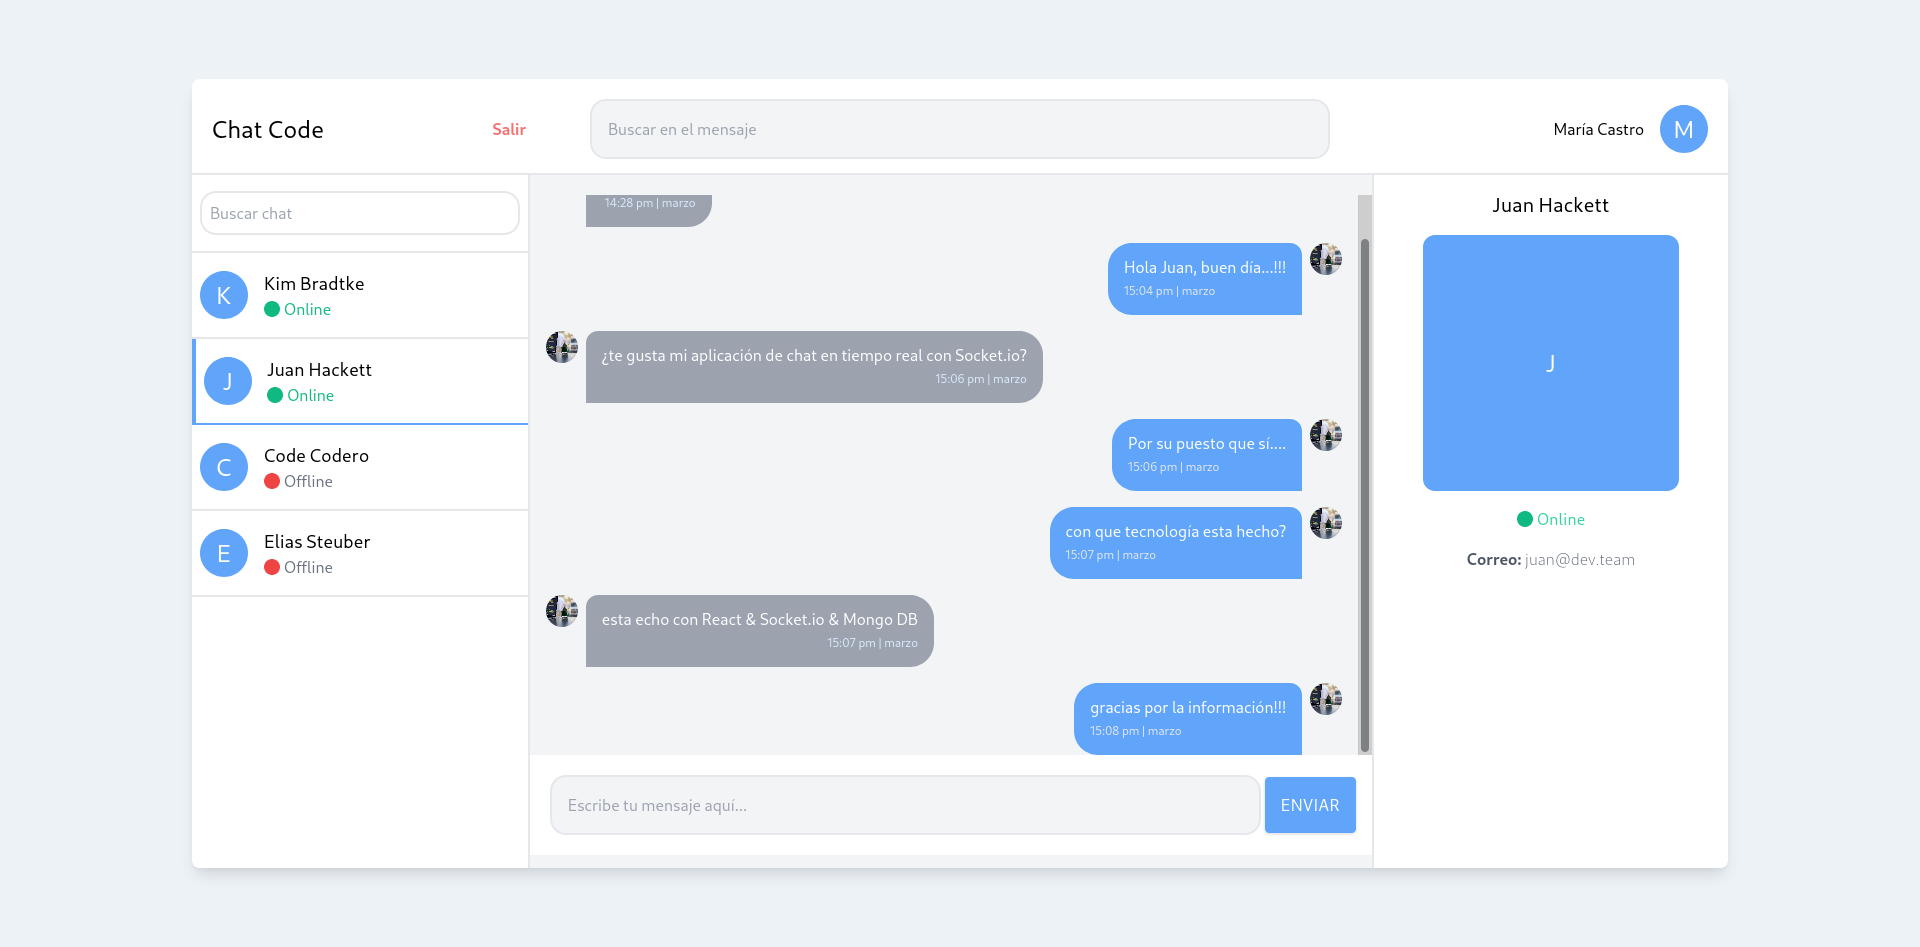 Chat Code
Salir
Buscar en el mensaje
María Castro
M
Buscar chat
K
Kim Bradtke
Online
J
Juan Hackett
Online
C
Code Codero
Offline
E
Elias Steuber
Offline
14:28 pm | marzo
Hola Juan, buen día...!!!
15:04 pm | marzo
¿te gusta mi aplicación de chat en tiempo real con Socket.io?
15:06 pm | marzo
Por su puesto que sí....
15:06 pm | marzo
con que tecnología esta hecho?
15:07 pm | marzo
esta echo con React & Socket.io & Mongo DB
15:07 pm | marzo
gracias por la información!!!
15:08 pm | marzo
Escribe tu mensaje aquí...
ENVIAR
Juan Hackett
J
Online
Correo: juan@dev.team